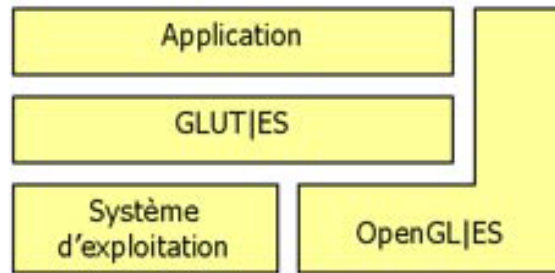 Application
GLUT|ES
Système
d'exploitation
OpenGL|ES